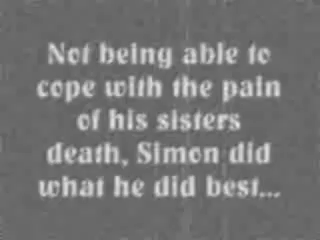 Not being able to
cope with the pain
of his sisters
death, Simon did
what he did best...